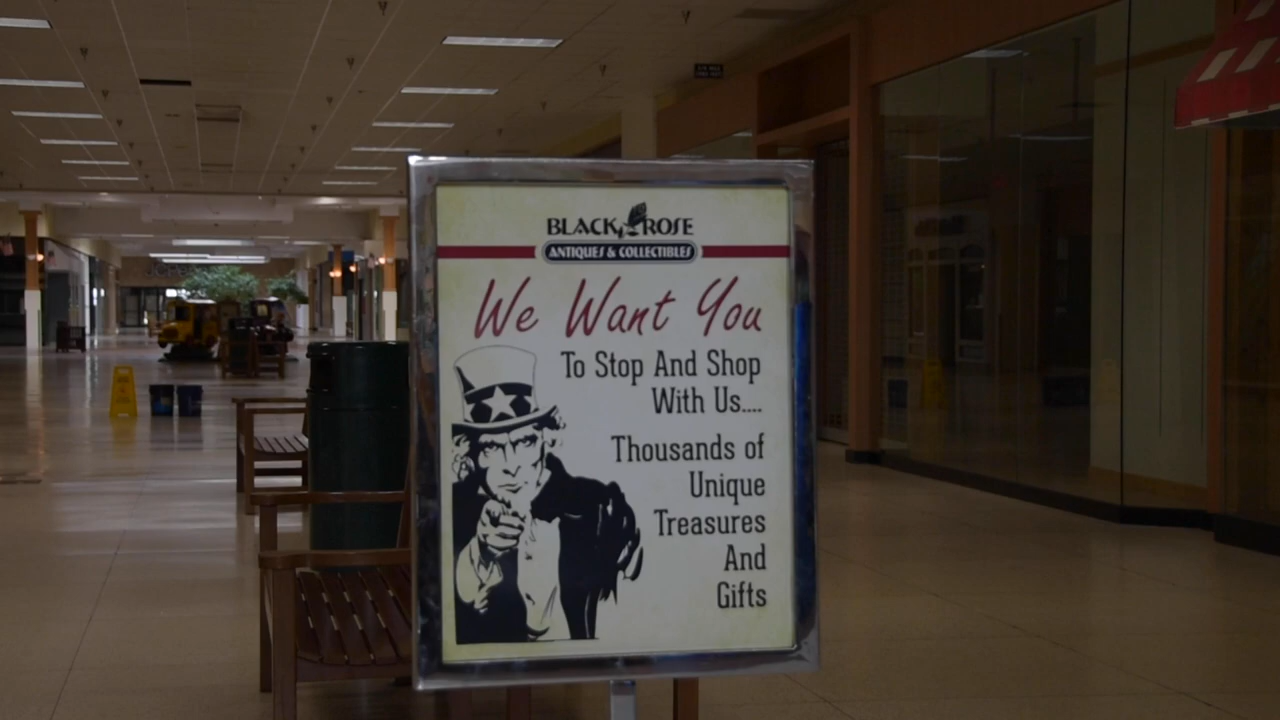 BLACK ROSE
ANTIQUES & COLLECTIBLES
We Want You
To Stop And Shop
With Us....
Thousands of
Unique
Treasures
And
Gifts